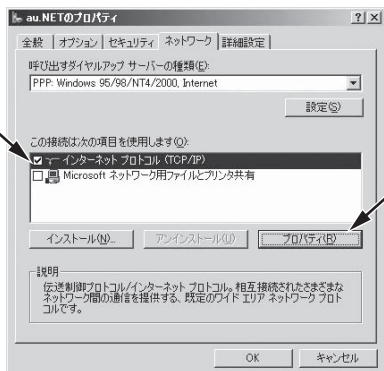 au.NETのプロパティ
全般 オプション セキュリティ ネットワーク 詳細設定
呼び出すダイヤルアップ サーバーの種類(E):
PPP: Windows 95/98/NT4/2000, Internet
設定(S)
この接続は次の項目を使用します(O):
インターネット プロトコル (TCP/IP)
Microsoft ネットワーク用ファイルとプリンタ共有
インストール(N)... アンインストール(U) プロパティ(R)
説明
伝送制御プロトコル/インターネット プロトコル。相互接続されたさまざまな
ネットワーク間の通信を提供する、既定のワイド エリア ネットワーク プロト
コルです。
OK キャンセル